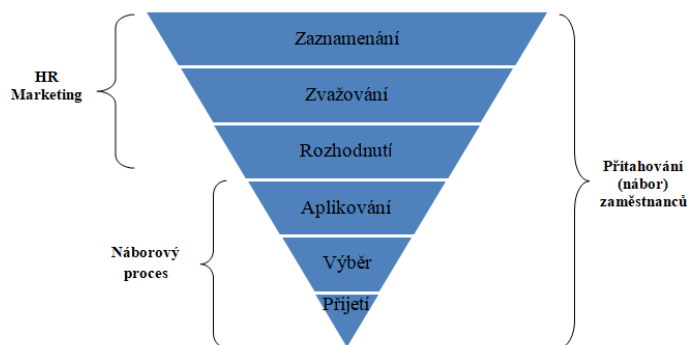 Zaznamenání
HR
Marketing
Zvažování
Rozhodnutí
Přitahování
(nábor)
zaměstnanců
Aplikování
Náborový
proces
Výběr
Přijetí